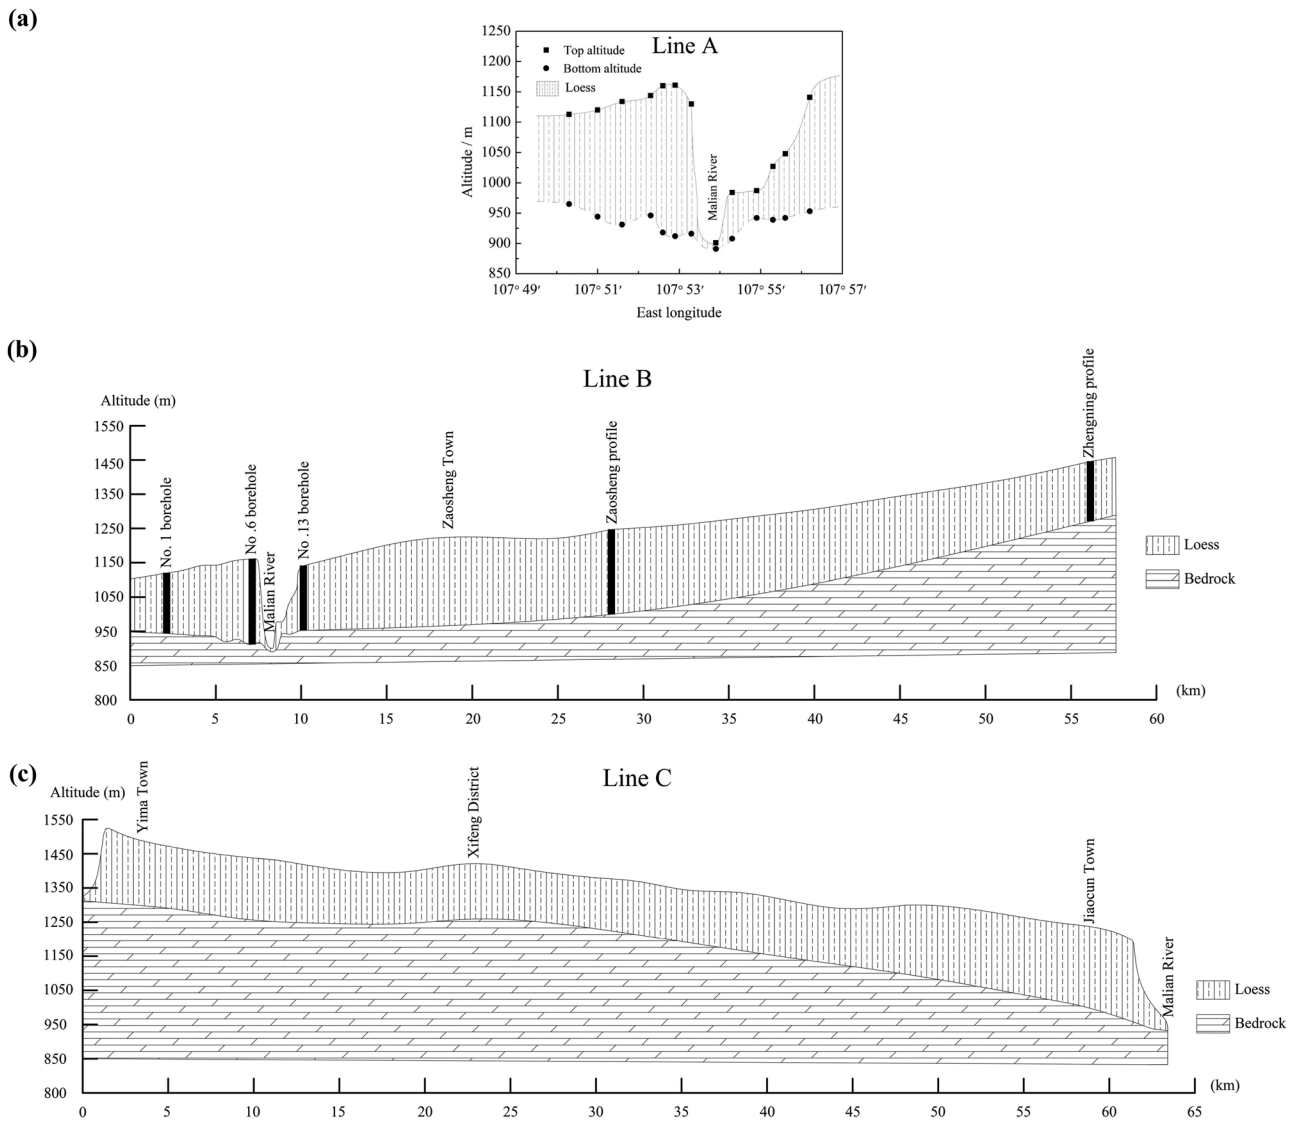 (a)
Line A
Top altitude
Bottom altitude
Loess
Altitude / m
1250
1200
1150
1100
1050
1000
950
900
850
Malian River
107° 49′ 107° 51′ 107° 53′ 107° 55′ 107° 57′
East longitude
(b)
Line B
Altitude (m)
1550
1450
1350
1250
1150
1050
950
850
800
No. 1 borehole
No .6 borehole
Malian River
No .13 borehole
Zaosheng Town
Zaosheng profile
Zhengning profile
Loess
Bedrock
0 5 10 15 20 25 30 35 40 45 50 55 60
(km)
(c)
Line C
Altitude (m)
1550
1450
1350
1250
1150
1050
950
850
800
Yima Town
Xifeng District
Jiaocun Town
Malian River
Loess
Bedrock
0 5 10 15 20 25 30 35 40 45 50 55 60 65
(km)